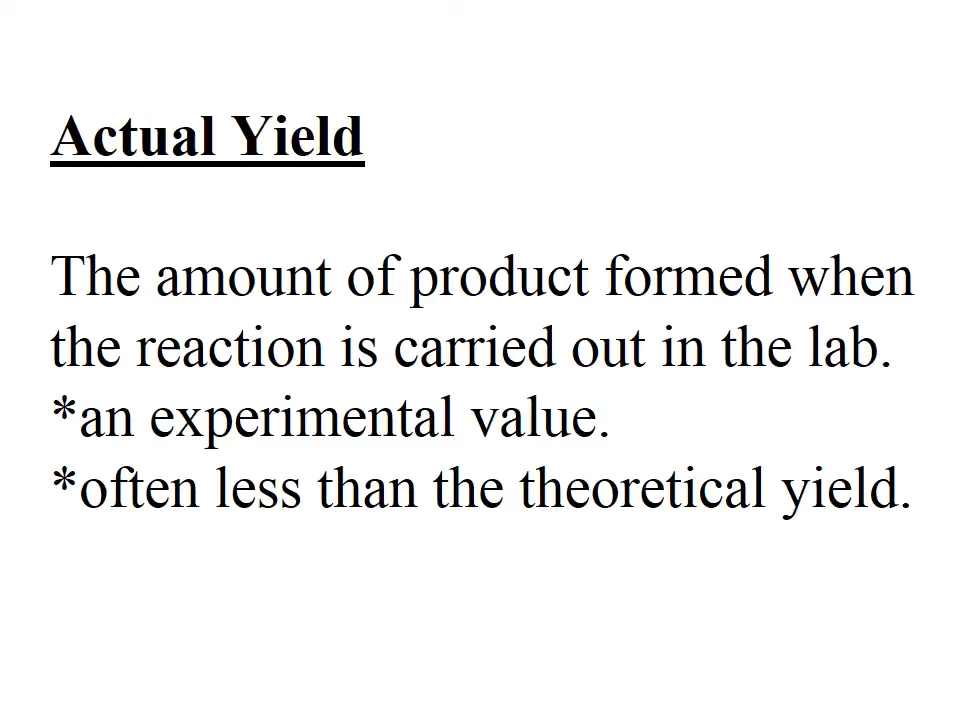 Actual Yield
The amount of product formed when
the reaction is carried out in the lab.
*an experimental value.
*often less than the theoretical yield.